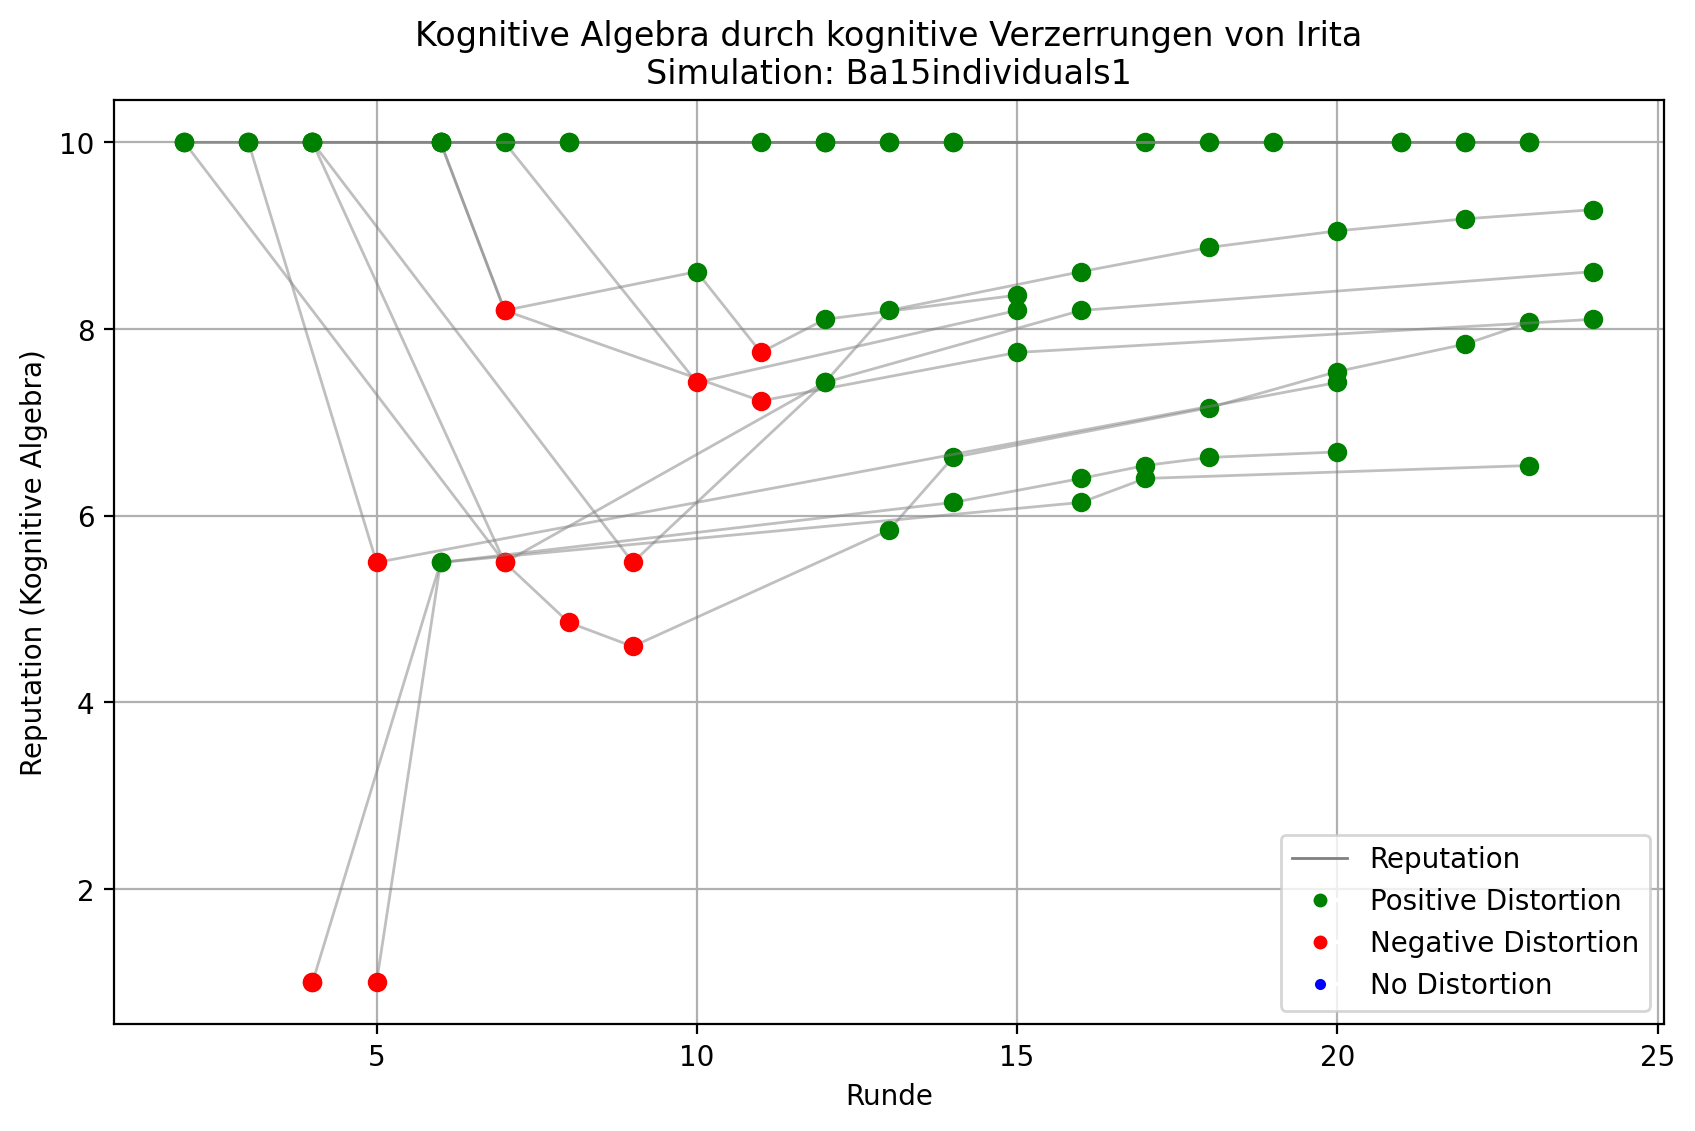 Kognitive Algebra durch kognitive Verzerrungen von Irita
Simulation: Ba15individuals1
Reputation (Kognitive Algebra)
10
8
6
4
2
5
10
15
20
25
Runde
Reputation
Positive Distortion
Negative Distortion
No Distortion